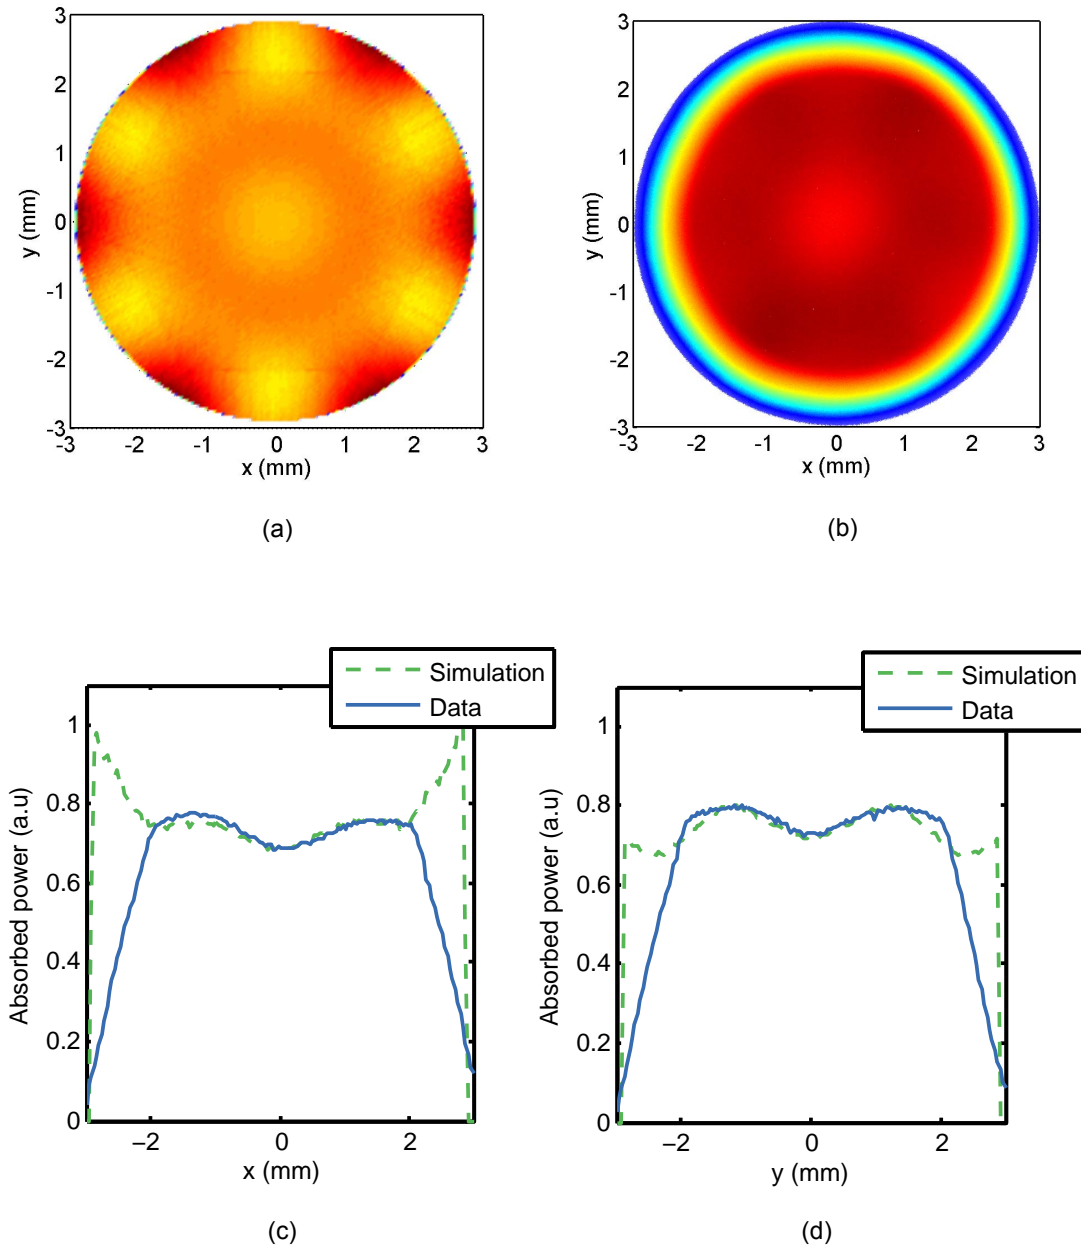 3
2
1
0
-1
-2
-3
y (mm)
-3 -2 -1 0 1 2 3
x (mm)
(a)
3
2
1
0
-1
-2
-3
y (mm)
-3 -2 -1 0 1 2 3
x (mm)
(b)
Simulation
Data
1
0.8
0.6
0.4
0.2
0
Absorbed power (a.u)
−2 0 2
x (mm)
(c)
Simulation
Data
1
0.8
0.6
0.4
0.2
0
Absorbed power (a.u)
−2 0 2
y (mm)
(d)